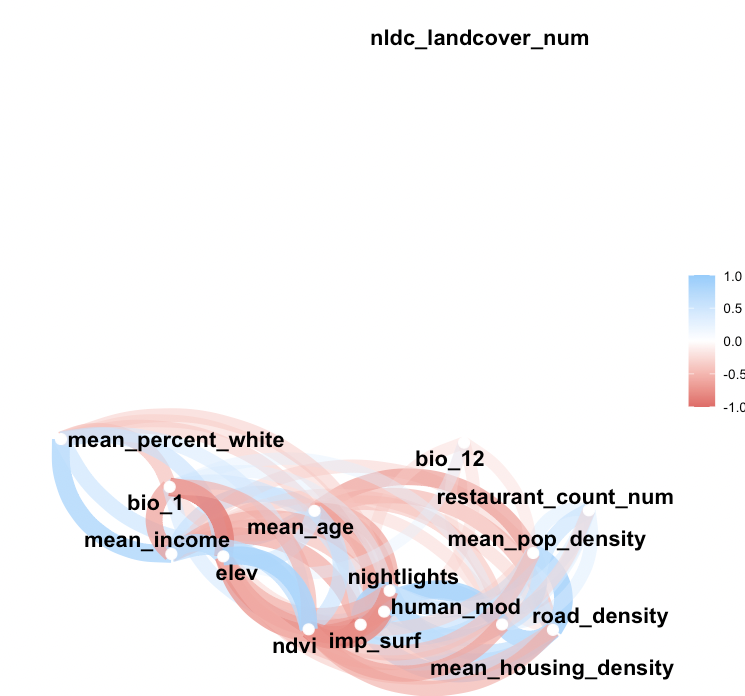 nldc_landcover_num
1.0
0.5
0.0
-0.5
-1.0
mean_percent_white
bio_12
bio_1
restaurant_count_num
mean_age
mean_income
mean_pop_density
elev
nightlights
human_mod
road_density
ndvi
imp_surf
mean_housing_density